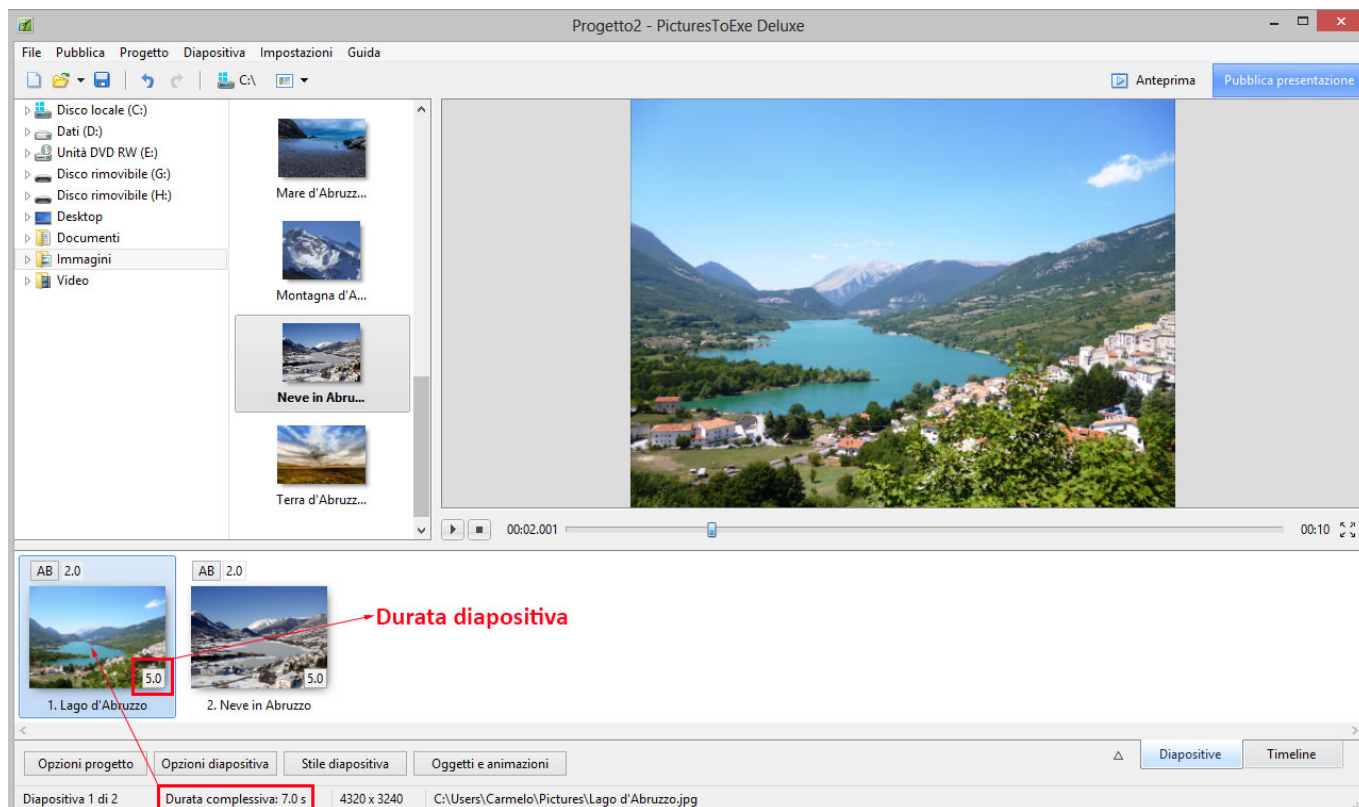 Progetto2 - PicturesToExe Deluxe
File Pubblica Progetto Diapositiva Impostazioni Guida
C:\
Anteprima
Pubblica presentazione
Disco locale (C:)
Dati (D:)
Unità DVD RW (E:)
Disco rimovibile (G:)
Disco rimovibile (H:)
Desktop
Documenti
Immagini
Video
Mare d'Abruzz...
Montagna d'A...
Neve in Abru...
Terra d'Abruzz...
00:02.001
00:10
AB 2.0
AB 2.0
Durata diapositiva
5.0
5.0
1. Lago d'Abruzzo
2. Neve in Abruzzo
Opzioni progetto
Opzioni diapositiva
Stile diapositiva
Oggetti e animazioni
Diapositive
Timeline
Diapositiva 1 di 2
Durata complessiva: 7.0 s
4320 x 3240
C:\Users\Carmelo\Pictures\Lago d'Abruzzo.jpg